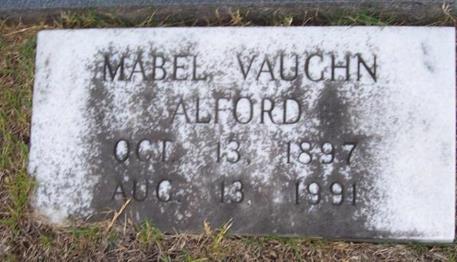 MABEL VAUGHN
ALFORD
OCT. 13, 1897
AUG. 13, 1991